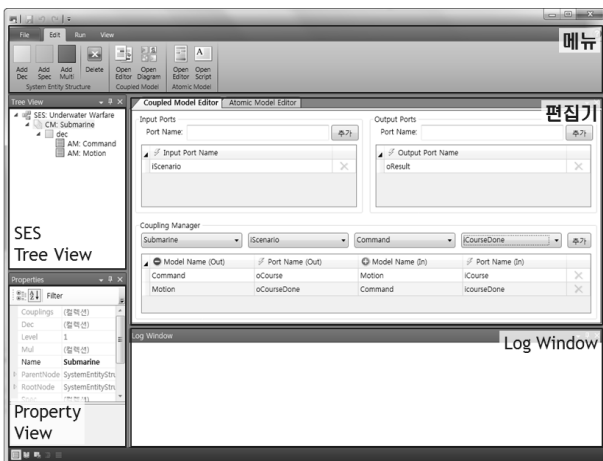 File Edit Run View
메뉴
Add Dec
Add Spec
Add Multi
Delete
Open Editor
Open Diagram
Open Editor
Open Script
System Entity Structure
Coupled Model
Atomic Model
Tree View
SES: Underwater Warfare
CM: Submarine
dec
AM: Command
AM: Motion
SES
Tree View
Coupled Model Editor
Atomic Model Editor
편집기
Input Ports
Port Name:
추가
Input Port Name
iScenario
Output Ports
Port Name:
추가
Output Port Name
oResult
Coupling Manager
Submarine iScenario Command iCourseDone 추가
Model Name (Out) Port Name (Out) Model Name (In) Port Name (In)
Command oCourse Motion iCourse
Motion oCourseDone Command icourseDone
Properties
Filter
Couplings (컬렉션)
Dec (컬렉션)
Level 1
Mul (컬렉션)
Name Submarine
ParentNode SystemEntityStru
RootNode SystemEntityStru
Property
View
Log Window
Log Window